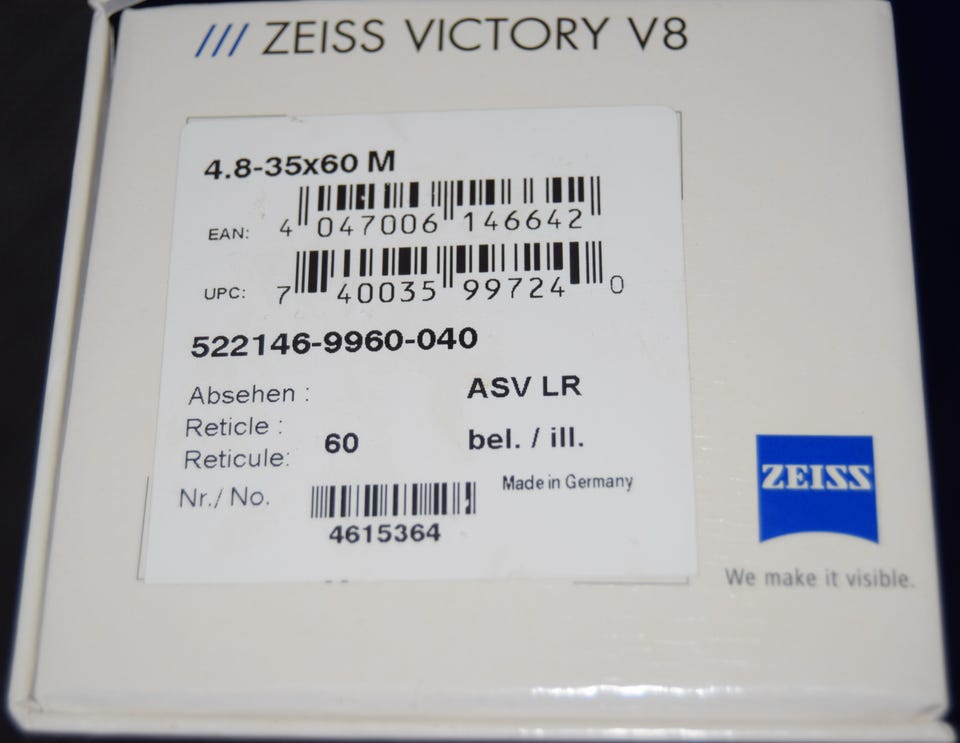 /// ZEISS VICTORY V8
4.8-35x60 M
EAN: 4 047006 146642
UPC: 7 40035 99724 0
522146-9960-040
Absehen : ASV LR
Reticle :
Reticule: 60 bel. / ill.
Nr./ No. Made in Germany
4615364
ZEISS
We make it visible.